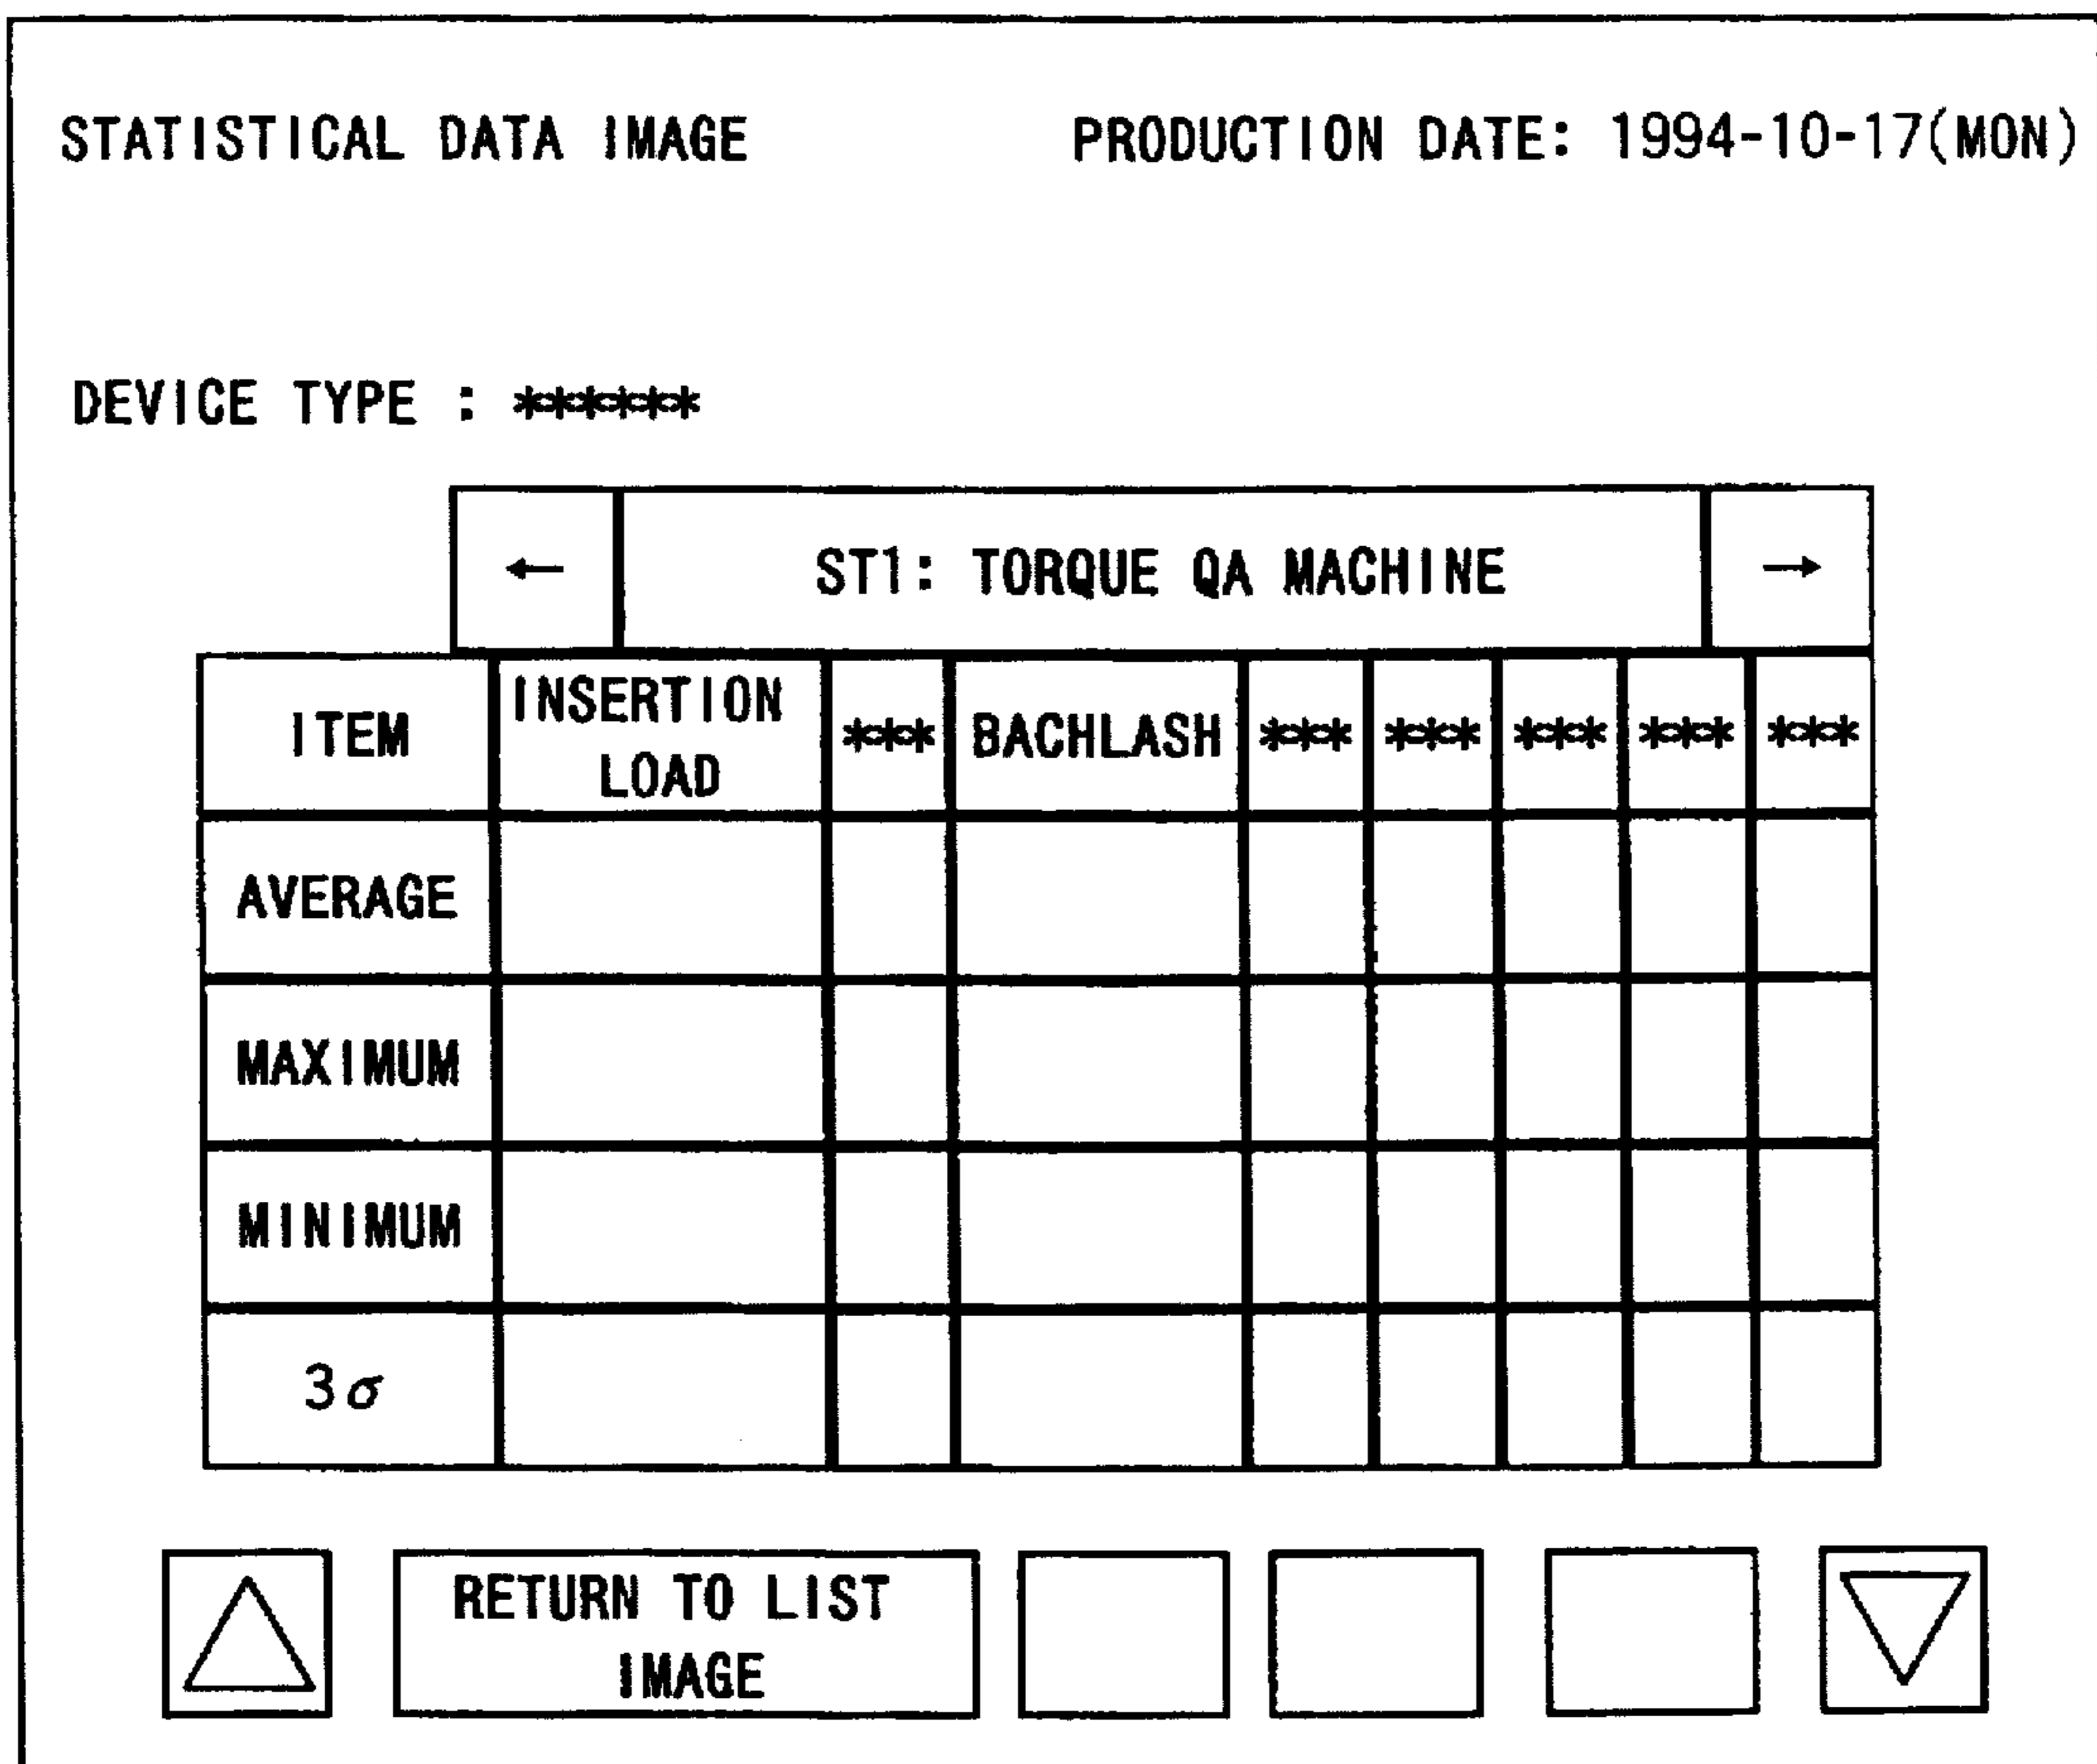 STATISTICAL DATA IMAGE PRODUCTION DATE: 1994-10-17(MON)
DEVICE TYPE : ******
← ST1: TORQUE QA MACHINE →
ITEM INSERTION LOAD *** BACHLASH *** *** *** *** ***
AVERAGE
MAXIMUM
MINIMUM
3σ
RETURN TO LIST
IMAGE